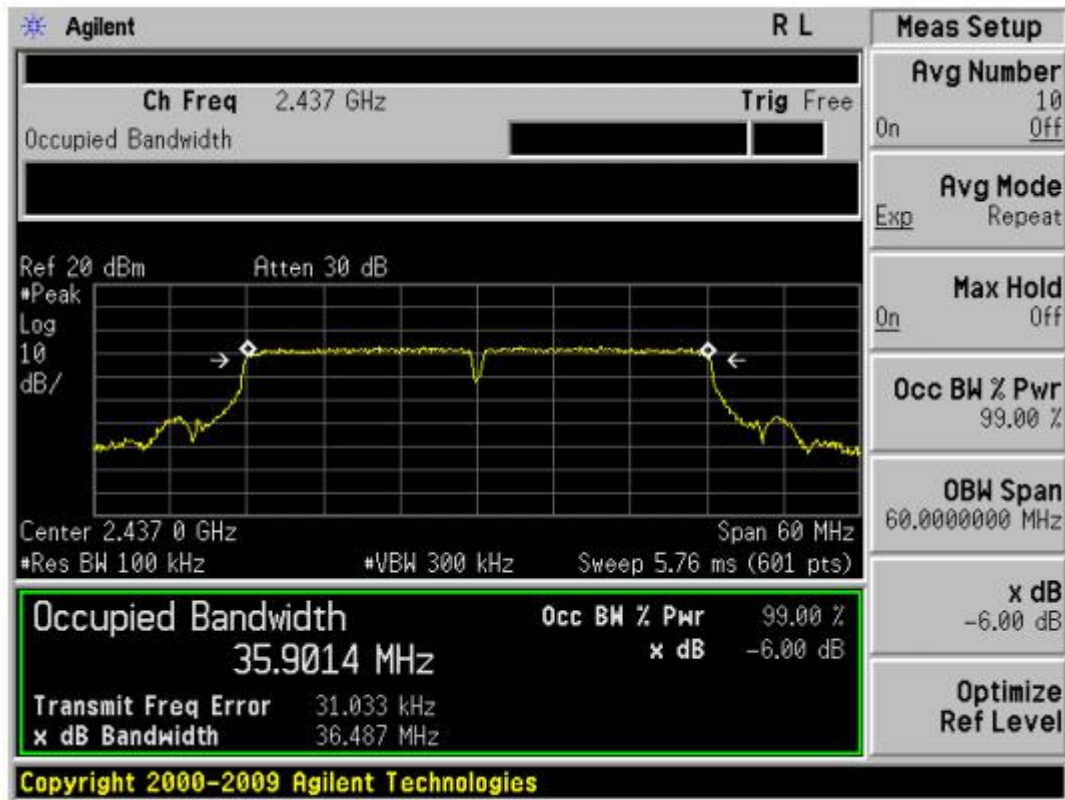 Agilent
R L
Ch Freq 2.437 GHz
Trig Free
Occupied Bandwidth
Ref 20 dBm
Atten 30 dB
#Peak
Log
10
dB/
Center 2.437 0 GHz
Span 60 MHz
#Res BW 100 kHz
#VBW 300 kHz
Sweep 5.76 ms (601 pts)
Occupied Bandwidth
35.9014 MHz
Occ BW % Pwr 99.00 %
x dB -6.00 dB
Transmit Freq Error 31.033 kHz
x dB Bandwidth 36.487 MHz
Copyright 2000-2009 Agilent Technologies
Meas Setup
Avg Number
10
On Off
Avg Mode
Exp Repeat
Max Hold
On Off
Occ BW % Pwr
99.00 %
OBW Span
60.0000000 MHz
x dB
-6.00 dB
Optimize
Ref Level